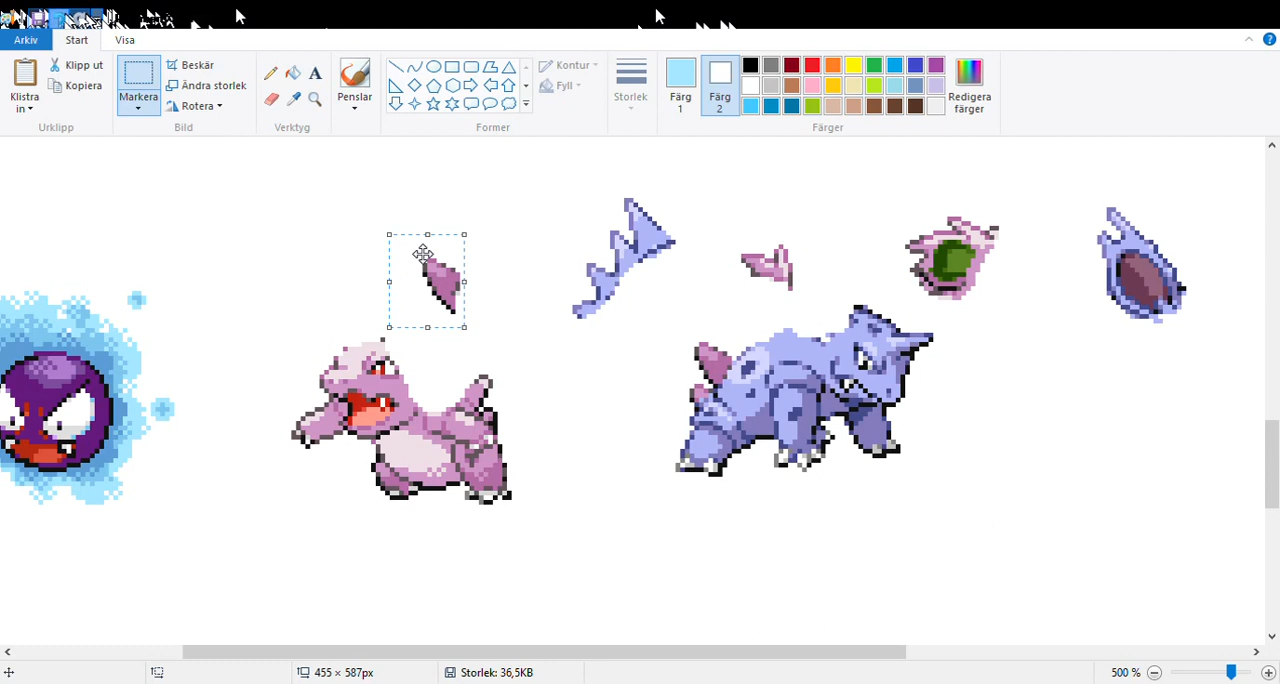 Arkiv
Start
Visa
Klistra in
Klipp ut
Kopiera
Urklipp
Markera
Beskär
Ändra storlek
Rotera
Bild
A
Verktyg
Penslar
Kontur
Fyll
Former
Storlek
Färg 1
Färg 2
Redigera färger
Färger
455 × 587px
Storlek: 36,5KB
500 %